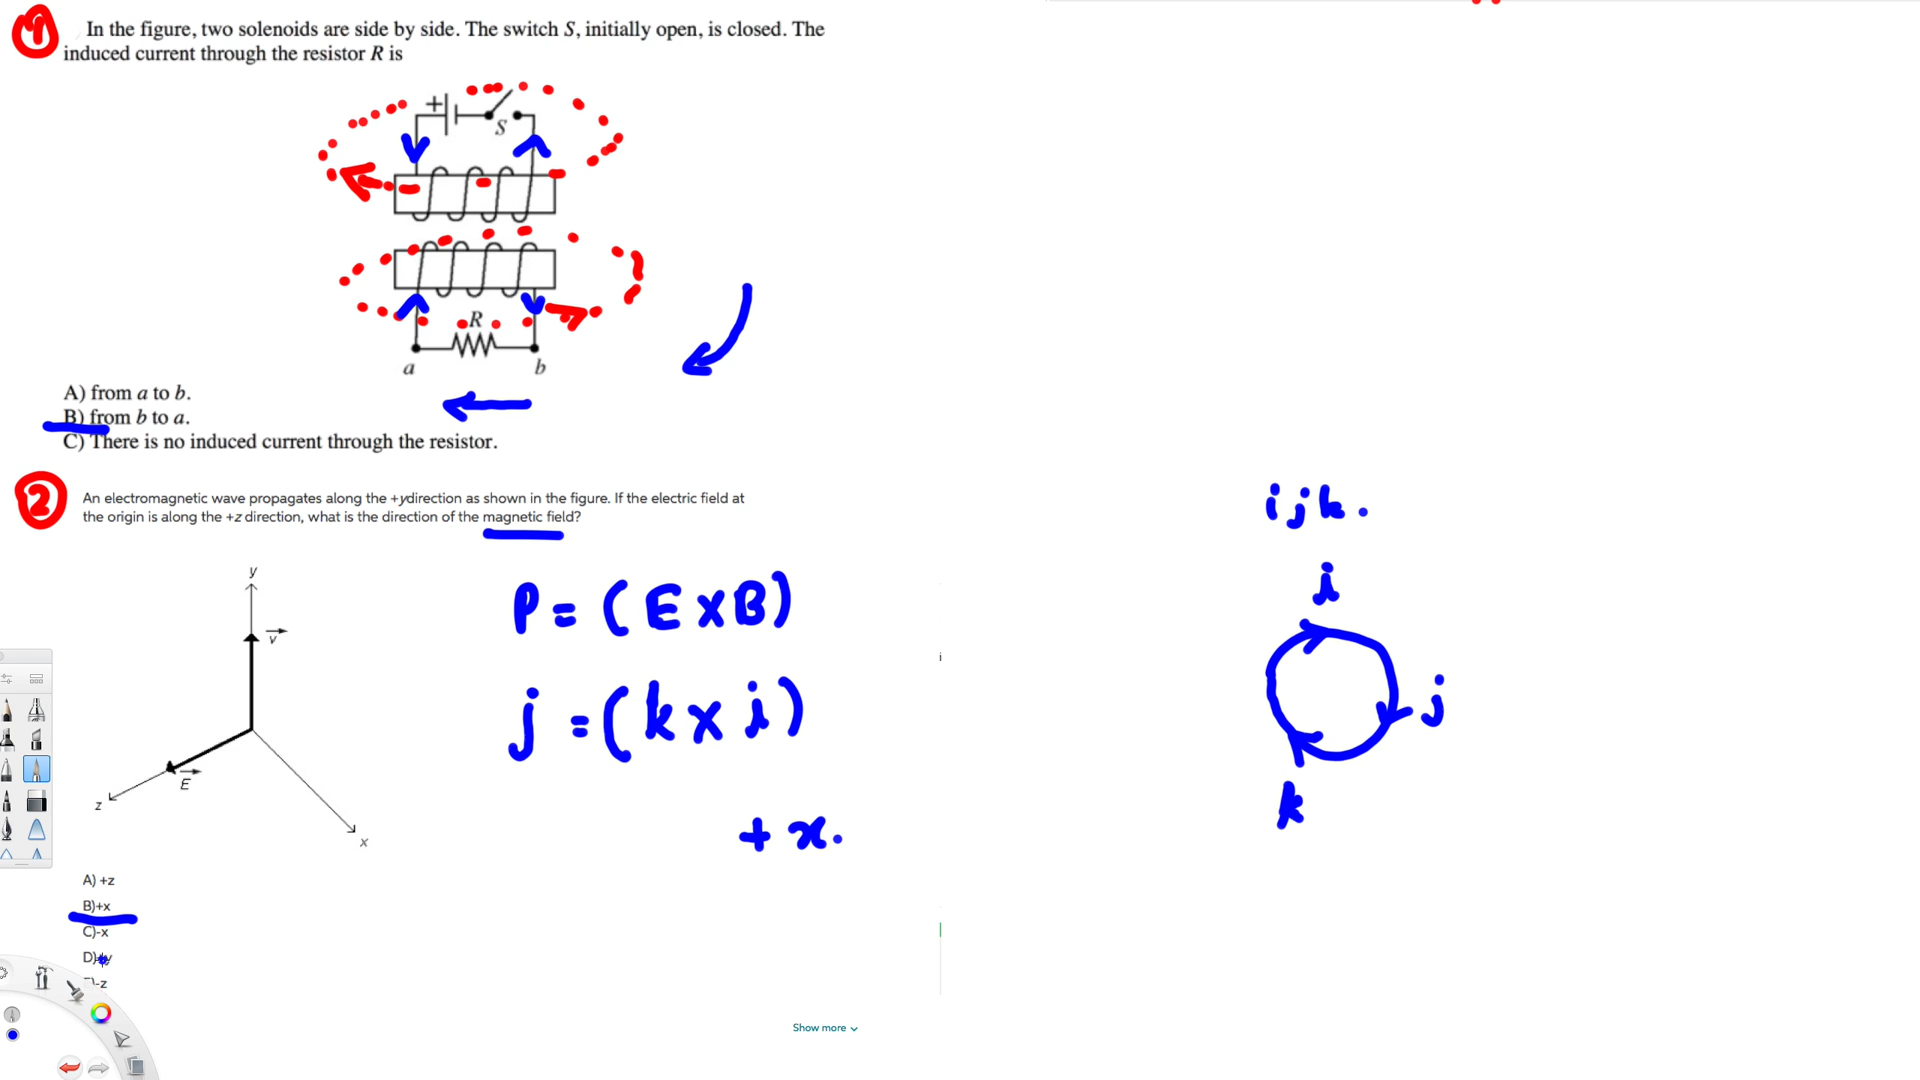 1 In the figure, two solenoids are side by side. The switch S, initially open, is closed. The
induced current through the resistor R is
+
S
R
a b
A) from a to b.
B) from b to a.
C) There is no induced current through the resistor.
2 An electromagnetic wave propagates along the +ydirection as shown in the figure. If the electric field at
the origin is along the +z direction, what is the direction of the magnetic field?
y
v
E
z
x
P = (E X B)
j = (k x i)
+ x.
i j k.
i
j
k
i
A) +z
B)+x
C)-x
D)
-z
Show more